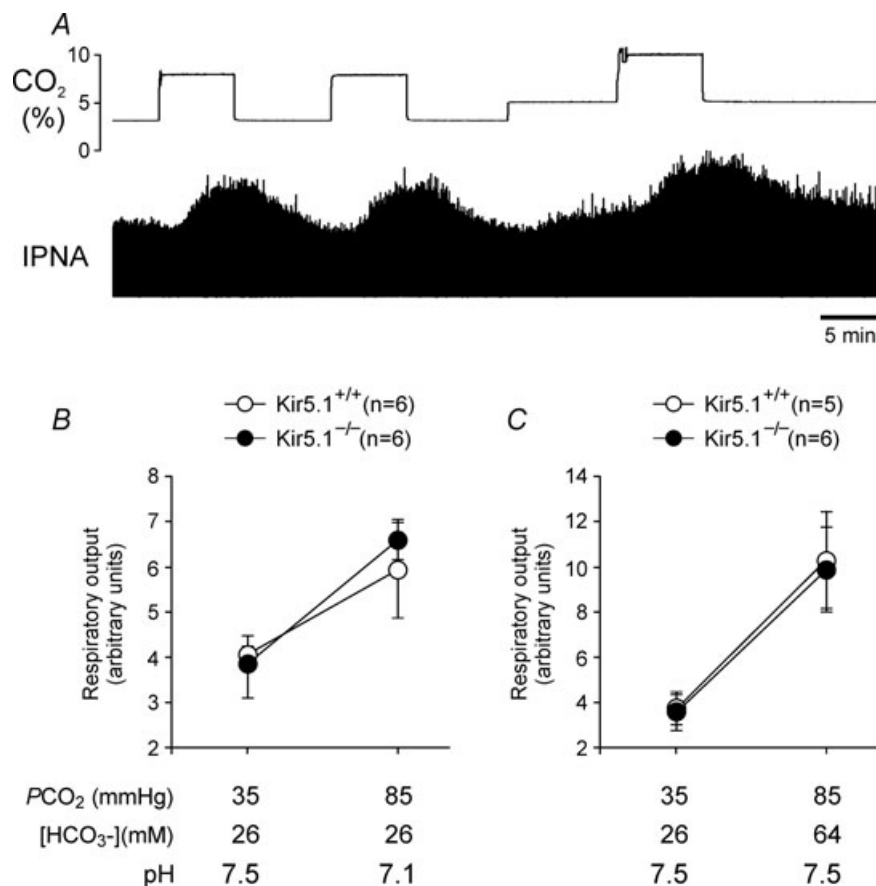 A
CO2 (%)
10
5
0
IPNA
5 min
B
Kir5.1+/+(n=6)
Kir5.1−/−(n=6)
Respiratory output
(arbitrary units)
8
7
6
5
4
3
2
C
Kir5.1+/+(n=5)
Kir5.1−/−(n=6)
Respiratory output
(arbitrary units)
14
12
10
8
6
4
2
PCO2 (mmHg) 35 85 35 85
[HCO3-](mM) 26 26 26 64
pH 7.5 7.1 7.5 7.5